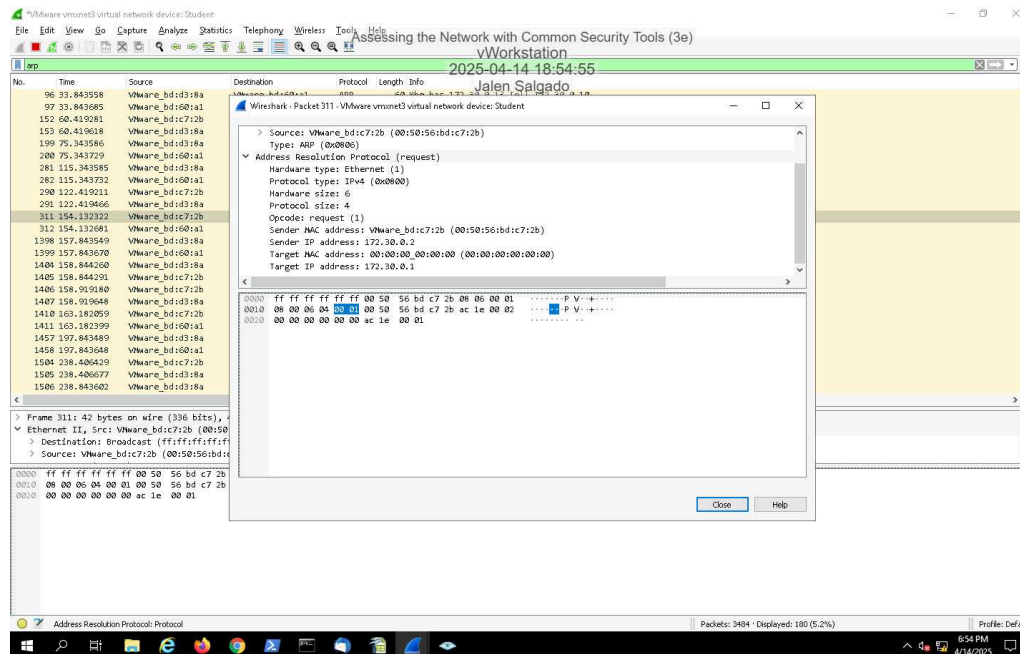 *VMware vmxnet3 virtual network device: Student
File Edit View Go Capture Analyze Statistics Telephony Wireless Tools Help
Assessing the Network with Common Security Tools (3e)
vWorkstation
2025-04-14 18:54:55
Jalen Salgado
arp
No. Time Source Destination Protocol Length Info
96 33.843558 VMware_bd:d3:8a VMware_bd:60:a1 ARP 60 Who has 172.30.0.1? Tell 172.30.0.10
97 33.843685 VMware_bd:60:a1
152 60.419281 VMware_bd:c7:2b
153 60.419618 VMware_bd:d3:8a
199 75.343586 VMware_bd:d3:8a
200 75.343729 VMware_bd:60:a1
281 115.343585 VMware_bd:d3:8a
282 115.343732 VMware_bd:60:a1
290 122.419211 VMware_bd:c7:2b
291 122.419466 VMware_bd:d3:8a
311 154.132322 VMware_bd:c7:2b
312 154.132681 VMware_bd:60:a1
1398 157.843549 VMware_bd:d3:8a
1399 157.843670 VMware_bd:60:a1
1404 158.844260 VMware_bd:d3:8a
1405 158.844291 VMware_bd:c7:2b
1406 158.919180 VMware_bd:c7:2b
1407 158.919648 VMware_bd:d3:8a
1410 163.182059 VMware_bd:c7:2b
1411 163.182399 VMware_bd:60:a1
1457 197.843489 VMware_bd:d3:8a
1458 197.843648 VMware_bd:60:a1
1504 238.406429 VMware_bd:c7:2b
1505 238.406677 VMware_bd:d3:8a
1506 238.843602 VMware_bd:d3:8a
Wireshark · Packet 311 · VMware vmxnet3 virtual network device: Student
Source: VMware_bd:c7:2b (00:50:56:bd:c7:2b)
Type: ARP (0x0806)
Address Resolution Protocol (request)
Hardware type: Ethernet (1)
Protocol type: IPv4 (0x0800)
Hardware size: 6
Protocol size: 4
Opcode: request (1)
Sender MAC address: VMware_bd:c7:2b (00:50:56:bd:c7:2b)
Sender IP address: 172.30.0.2
Target MAC address: 00:00:00_00:00:00 (00:00:00:00:00:00)
Target IP address: 172.30.0.1
0000 ff ff ff ff ff ff 00 50 56 bd c7 2b 08 06 00 01 ·······P V··+····
0010 08 00 06 04 00 01 00 50 56 bd c7 2b ac 1e 00 02 ·······P V··+····
0020 00 00 00 00 00 00 ac 1e 00 01 ········ ··
Close Help
Frame 311: 42 bytes on wire (336 bits), 4
Ethernet II, Src: VMware_bd:c7:2b (00:50
Destination: Broadcast (ff:ff:ff:ff:f
Source: VMware_bd:c7:2b (00:50:56:bd:
0000 ff ff ff ff ff ff 00 50 56 bd c7 2b
0010 08 00 06 04 00 01 00 50 56 bd c7 2b
0020 00 00 00 00 00 00 ac 1e 00 01
Address Resolution Protocol: Protocol
Packets: 3484 · Displayed: 180 (5.2%)
Profile: Def
6:54 PM
4/14/2025